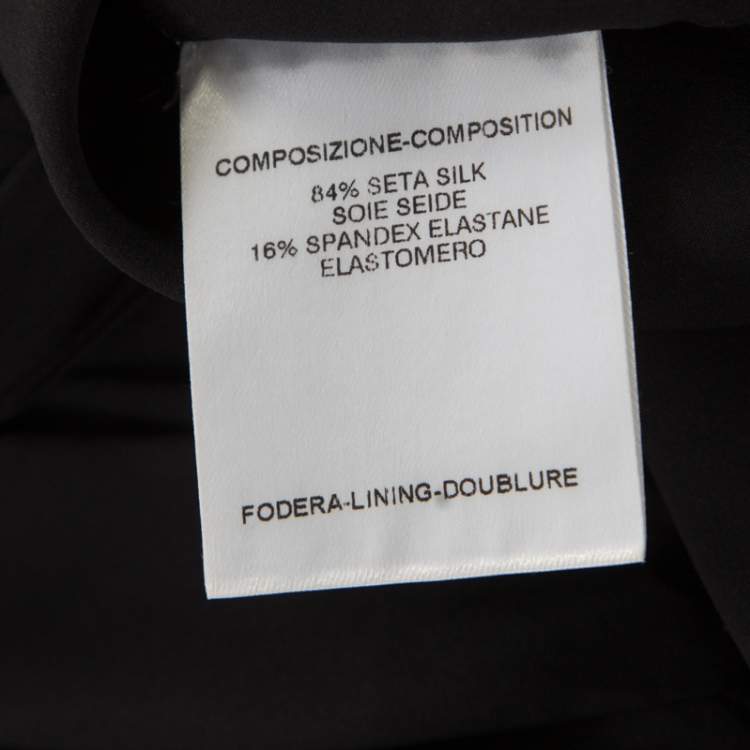 COMPOSIZIONE-COMPOSITION
84% SETA SILK
SOIE SEIDE
16% SPANDEX ELASTANE
ELASTOMERO
FODERA-LINING-DOUBLURE